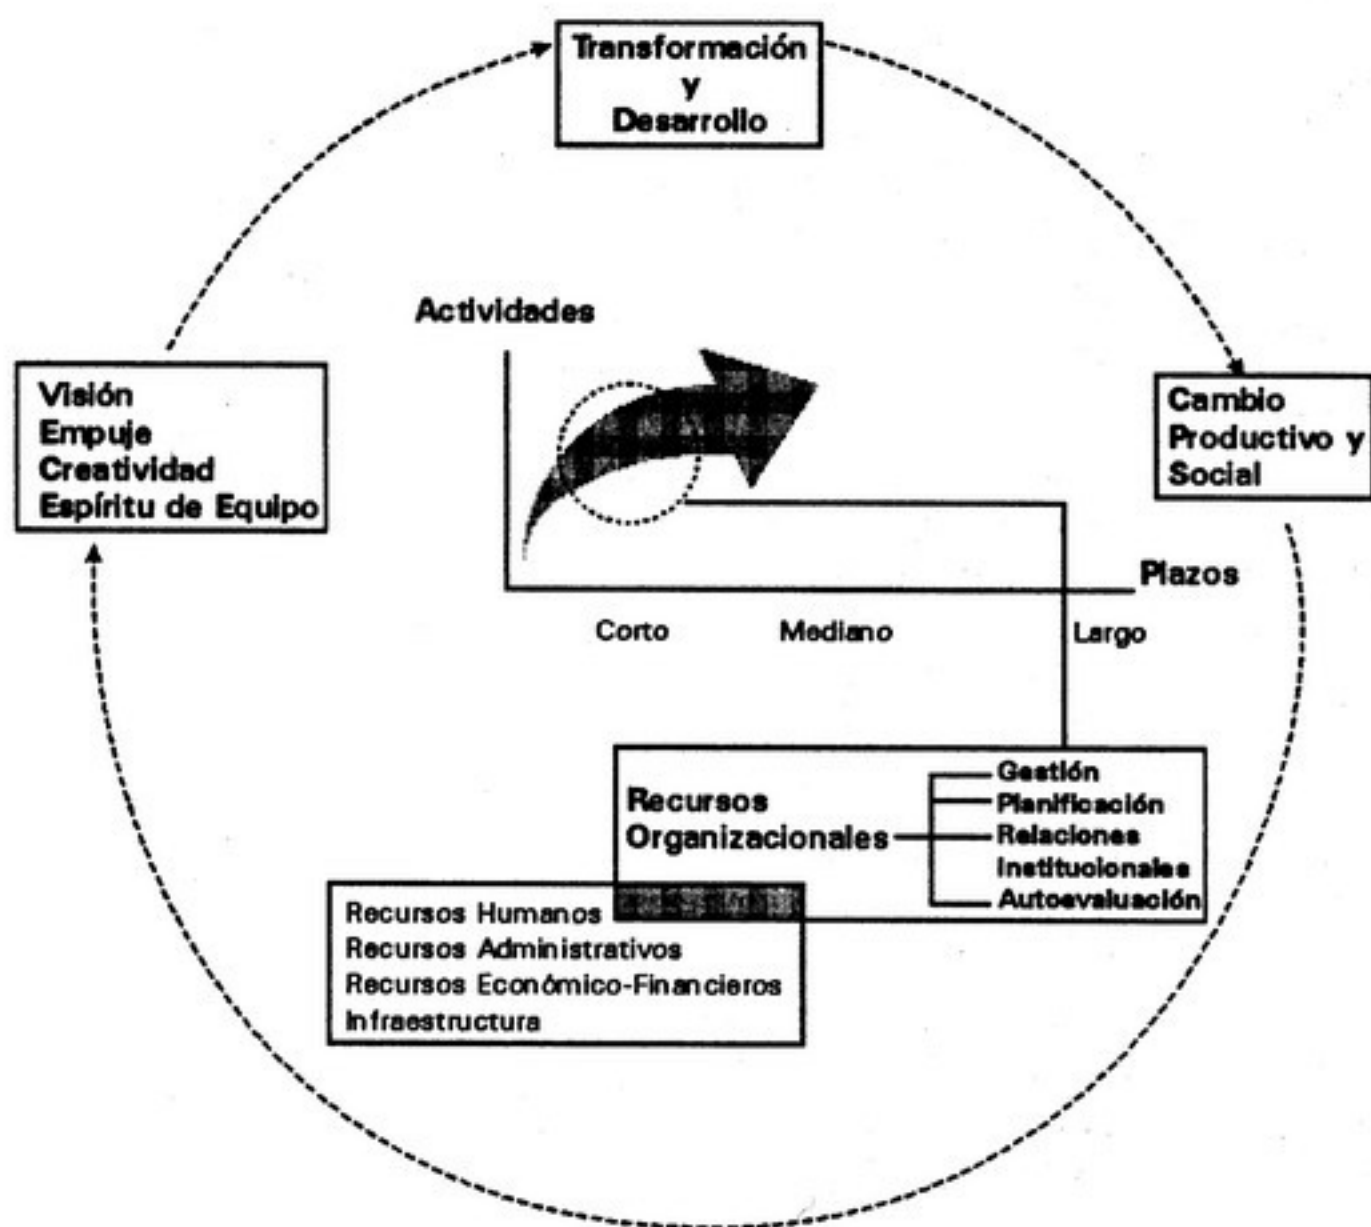 Transformación
y
Desarrollo
Actividades
Visión
Empuje
Creatividad
Espíritu de Equipo
Cambio
Productivo y
Social
Plazos
Corto
Mediano
Largo
Recursos
Organizacionales
Gestión
Planificación
Relaciones
Institucionales
Autoevaluación
Recursos Humanos
Recursos Administrativos
Recursos Económico-Financieros
Infraestructura